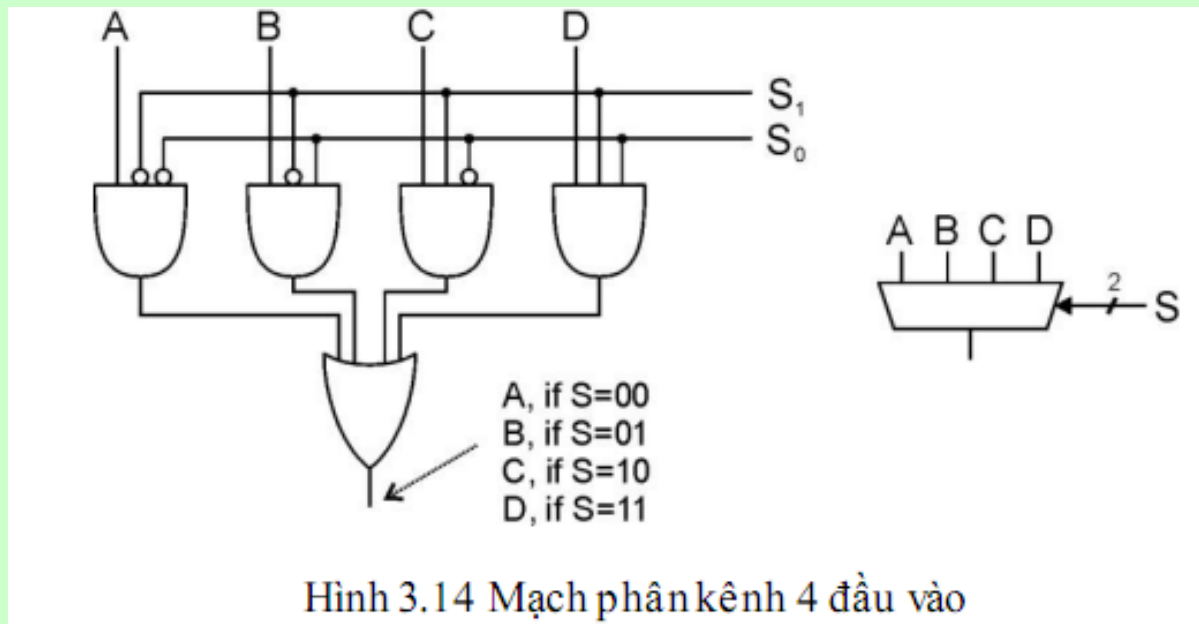 A B C D
S₁
S₀
A B C D
2
S
A, if S=00
B, if S=01
C, if S=10
D, if S=11
Hình 3.14 Mạch phân kênh 4 đầu vào